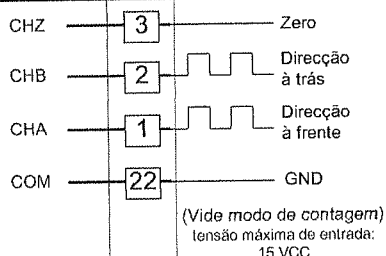 CHZ 3 Zero
CHB 2 Direcção
à trás
CHA 1 Direcção
à frente
COM 22 GND
(Vide modo de contagem)
tensão máxima de entrada:
15 VCC